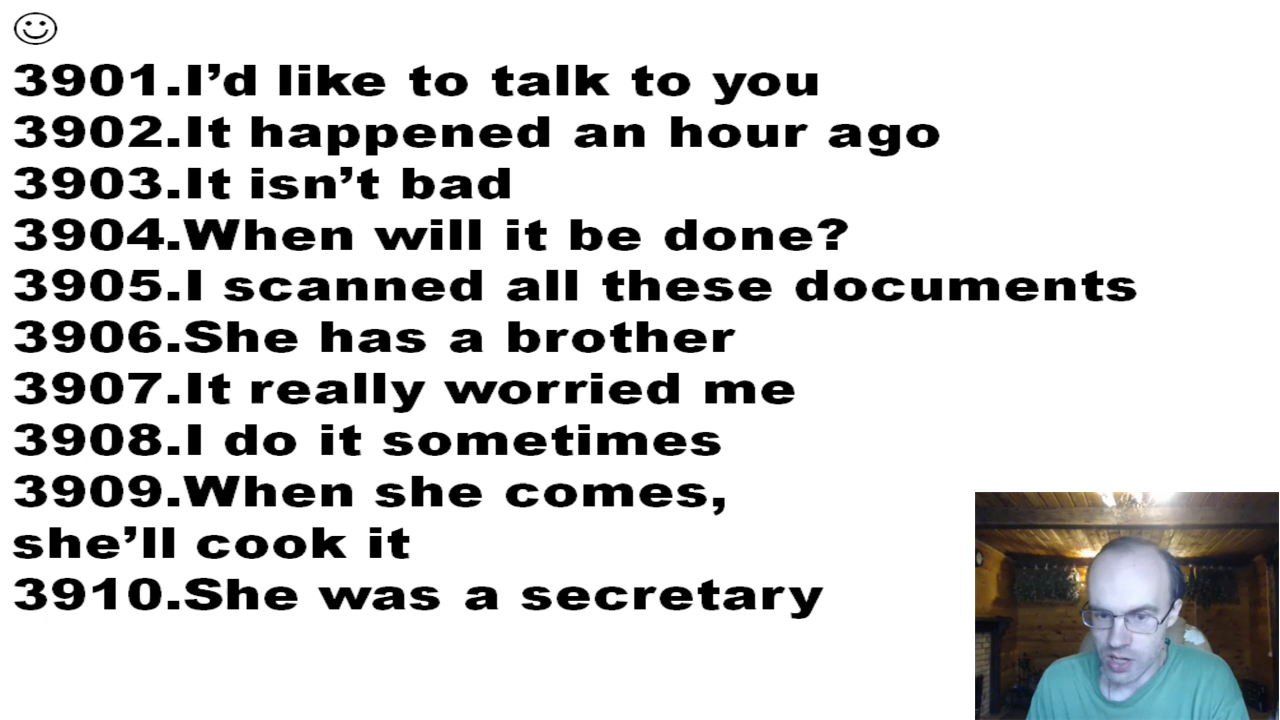 ☺
3901.I’d like to talk to you
3902.It happened an hour ago
3903.It isn’t bad
3904.When will it be done?
3905.I scanned all these documents
3906.She has a brother
3907.It really worried me
3908.I do it sometimes
3909.When she comes,
she’ll cook it
3910.She was a secretary